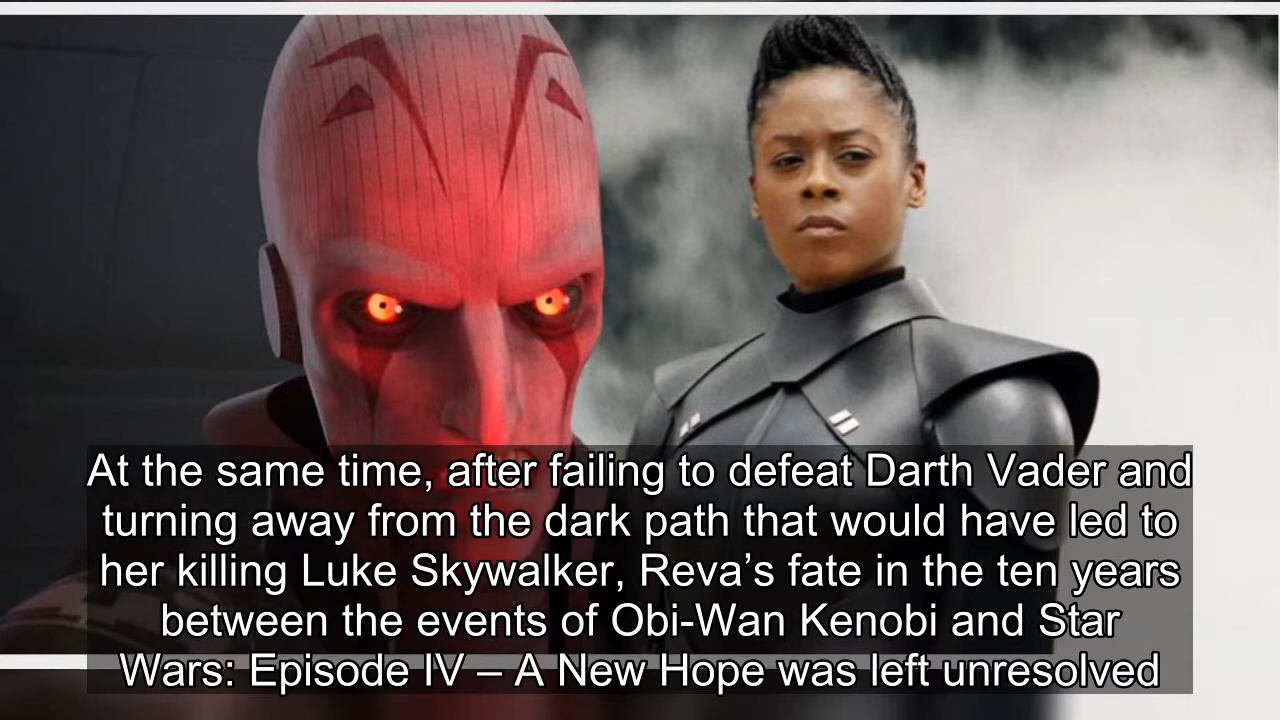 At the same time, after failing to defeat Darth Vader and
turning away from the dark path that would have led to
her killing Luke Skywalker, Reva’s fate in the ten years
between the events of Obi-Wan Kenobi and Star
Wars: Episode IV – A New Hope was left unresolved